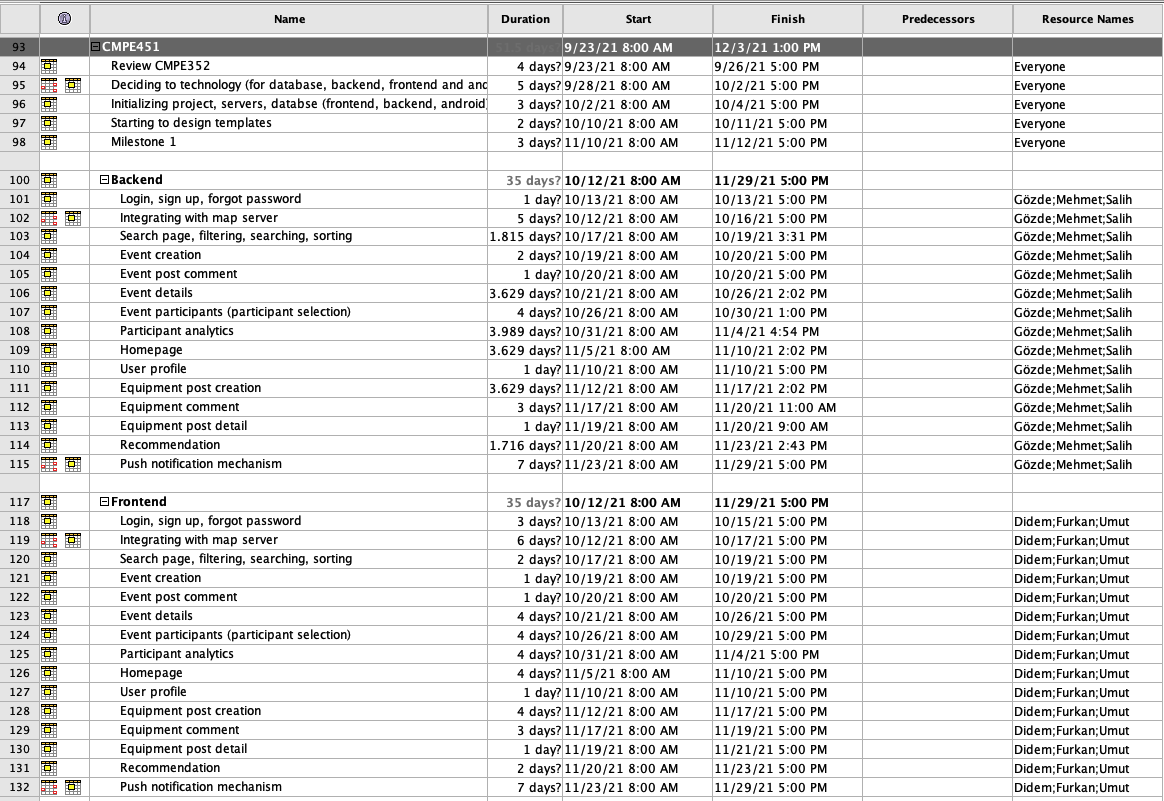 Name Duration Start Finish Predecessors Resource Names
93 CMPE451 51.5 days? 9/23/21 8:00 AM 12/3/21 1:00 PM
94 Review CMPE352 4 days? 9/23/21 8:00 AM 9/26/21 5:00 PM Everyone
95 Deciding to technology (for database, backend, frontend and anc 5 days? 9/28/21 8:00 AM 10/2/21 5:00 PM Everyone
96 Initializing project, servers, databse (frontend, backend, android) 3 days? 10/2/21 8:00 AM 10/4/21 5:00 PM Everyone
97 Starting to design templates 2 days? 10/10/21 8:00 AM 10/11/21 5:00 PM Everyone
98 Milestone 1 3 days? 11/10/21 8:00 AM 11/12/21 5:00 PM Everyone
100 Backend 35 days? 10/12/21 8:00 AM 11/29/21 5:00 PM
101 Login, sign up, forgot password 1 day? 10/13/21 8:00 AM 10/13/21 5:00 PM Gözde;Mehmet;Salih
102 Integrating with map server 5 days? 10/12/21 8:00 AM 10/16/21 5:00 PM Gözde;Mehmet;Salih
103 Search page, filtering, searching, sorting 1.815 days? 10/17/21 8:00 AM 10/19/21 3:31 PM Gözde;Mehmet;Salih
104 Event creation 2 days? 10/19/21 8:00 AM 10/20/21 5:00 PM Gözde;Mehmet;Salih
105 Event post comment 1 day? 10/20/21 8:00 AM 10/20/21 5:00 PM Gözde;Mehmet;Salih
106 Event details 3.629 days? 10/21/21 8:00 AM 10/26/21 2:02 PM Gözde;Mehmet;Salih
107 Event participants (participant selection) 4 days? 10/26/21 8:00 AM 10/30/21 1:00 PM Gözde;Mehmet;Salih
108 Participant analytics 3.989 days? 10/31/21 8:00 AM 11/4/21 4:54 PM Gözde;Mehmet;Salih
109 Homepage 3.629 days? 11/5/21 8:00 AM 11/10/21 2:02 PM Gözde;Mehmet;Salih
110 User profile 1 day? 11/10/21 8:00 AM 11/10/21 5:00 PM Gözde;Mehmet;Salih
111 Equipment post creation 3.629 days? 11/12/21 8:00 AM 11/17/21 2:02 PM Gözde;Mehmet;Salih
112 Equipment comment 3 days? 11/17/21 8:00 AM 11/20/21 11:00 AM Gözde;Mehmet;Salih
113 Equipment post detail 1 day? 11/19/21 8:00 AM 11/20/21 9:00 AM Gözde;Mehmet;Salih
114 Recommendation 1.716 days? 11/20/21 8:00 AM 11/23/21 2:43 PM Gözde;Mehmet;Salih
115 Push notification mechanism 7 days? 11/23/21 8:00 AM 11/29/21 5:00 PM Gözde;Mehmet;Salih
117 Frontend 35 days? 10/12/21 8:00 AM 11/29/21 5:00 PM
118 Login, sign up, forgot password 3 days? 10/13/21 8:00 AM 10/15/21 5:00 PM Didem;Furkan;Umut
119 Integrating with map server 6 days? 10/12/21 8:00 AM 10/17/21 5:00 PM Didem;Furkan;Umut
120 Search page, filtering, searching, sorting 2 days? 10/17/21 8:00 AM 10/19/21 5:00 PM Didem;Furkan;Umut
121 Event creation 1 day? 10/19/21 8:00 AM 10/19/21 5:00 PM Didem;Furkan;Umut
122 Event post comment 1 day? 10/20/21 8:00 AM 10/20/21 5:00 PM Didem;Furkan;Umut
123 Event details 4 days? 10/21/21 8:00 AM 10/26/21 5:00 PM Didem;Furkan;Umut
124 Event participants (participant selection) 4 days? 10/26/21 8:00 AM 10/29/21 5:00 PM Didem;Furkan;Umut
125 Participant analytics 4 days? 10/31/21 8:00 AM 11/4/21 5:00 PM Didem;Furkan;Umut
126 Homepage 4 days? 11/5/21 8:00 AM 11/10/21 5:00 PM Didem;Furkan;Umut
127 User profile 1 day? 11/10/21 8:00 AM 11/10/21 5:00 PM Didem;Furkan;Umut
128 Equipment post creation 4 days? 11/12/21 8:00 AM 11/17/21 5:00 PM Didem;Furkan;Umut
129 Equipment comment 3 days? 11/17/21 8:00 AM 11/19/21 5:00 PM Didem;Furkan;Umut
130 Equipment post detail 1 day? 11/19/21 8:00 AM 11/21/21 5:00 PM Didem;Furkan;Umut
131 Recommendation 2 days? 11/20/21 8:00 AM 11/23/21 5:00 PM Didem;Furkan;Umut
132 Push notification mechanism 7 days? 11/23/21 8:00 AM 11/29/21 5:00 PM Didem;Furkan;Umut